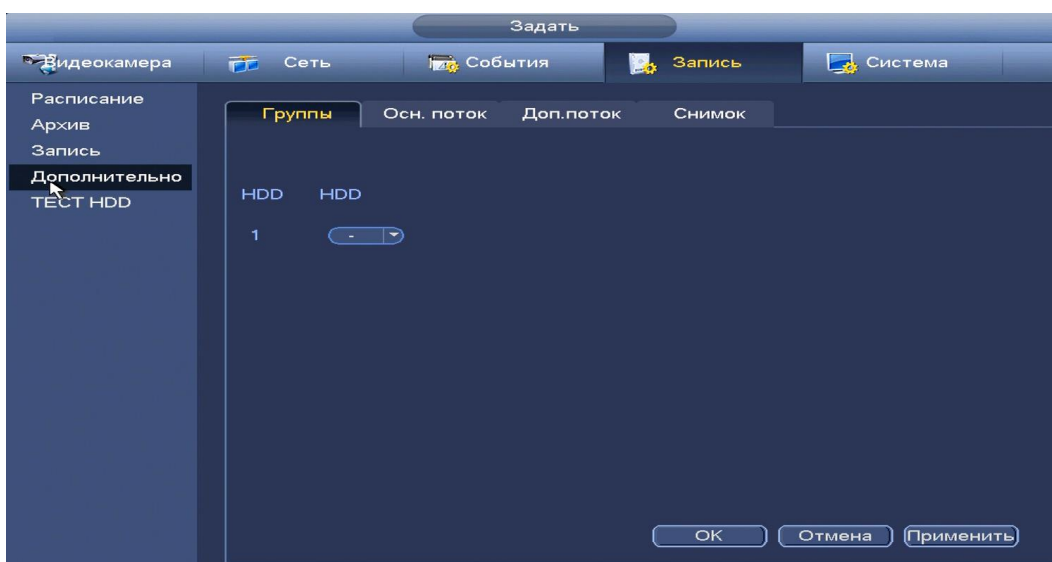 Задать
Видеокамера Сеть События Запись Система
Расписание
Архив
Запись
Дополнительно
ТЕСТ HDD
Группы Осн. поток Доп.поток Снимок
HDD HDD
1 -
OK Отмена Применить